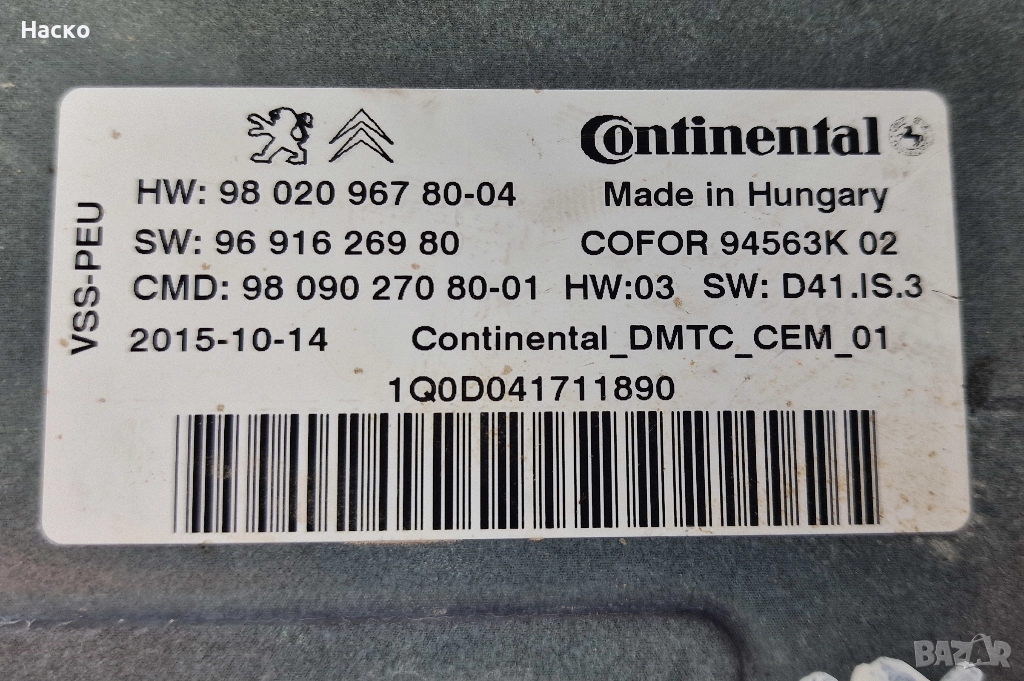 Наско
Continental
HW: 98 020 967 80-04 Made in Hungary
SW: 96 916 269 80 COFOR 94563K 02
CMD: 98 090 270 80-01 HW:03 SW: D41.IS.3
2015-10-14 Continental_DMTC_CEM_01
1Q0D041711890
VSS-PEU
BAZAR